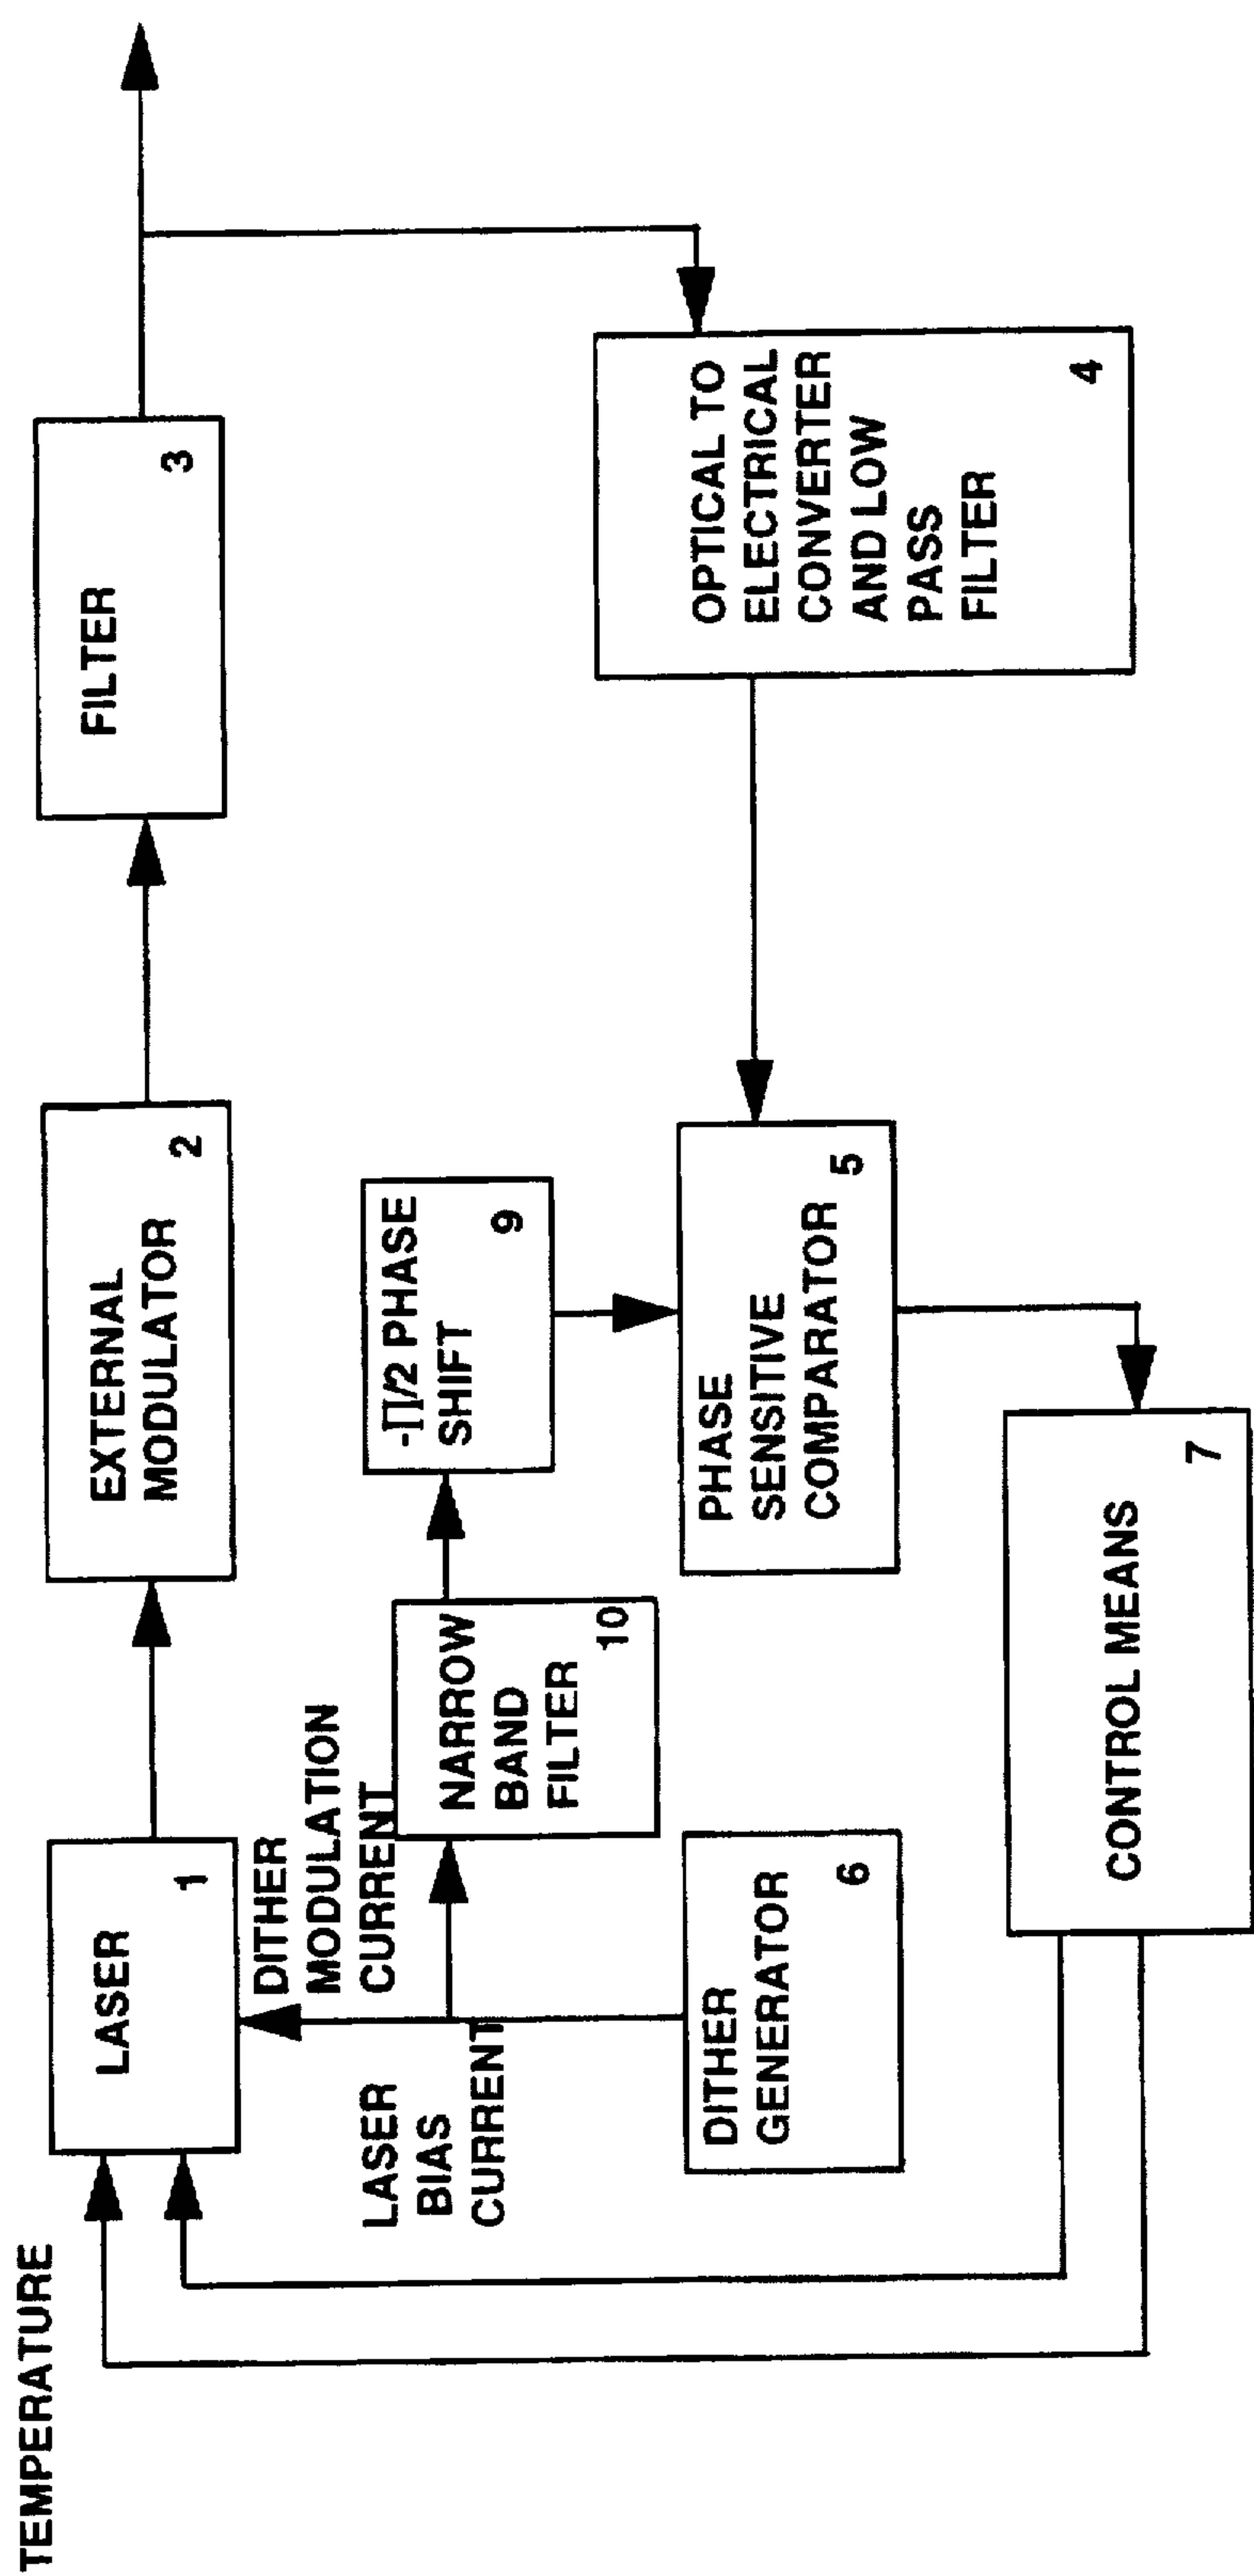 TEMPERATURE
LASER
1
EXTERNAL
MODULATOR
2
FILTER
3
DITHER
MODULATION
CURRENT
LASER
BIAS
CURRENT
NARROW
BAND
FILTER
10
-∏/2 PHASE
SHIFT
9
OPTICAL TO
ELECTRICAL
CONVERTER
AND LOW
PASS
FILTER
4
DITHER
GENERATOR
6
PHASE
SENSITIVE
COMPARATOR
5
CONTROL MEANS
7